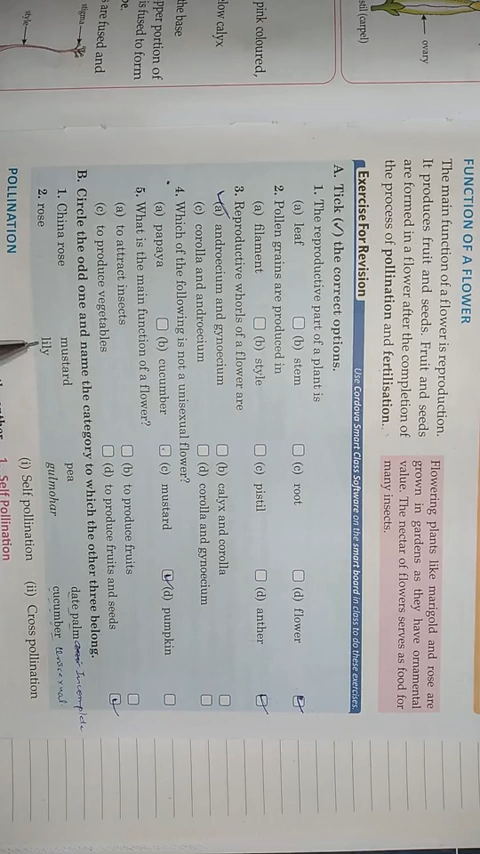 style
stigma
s are fused and
pe.
is fused to form
pper portion of
the base
low calyx
pink coloured,
stil (carpel)
ovary
FUNCTION OF A FLOWER
The main function of a flower is reproduction.
It produces fruit and seeds. Fruit and seeds
are formed in a flower after the completion of
the process of pollination and fertilisation.
Flowering plants like marigold and rose are
grown in gardens as they have ornamental
value. The nectar of flowers serves as food for
many insects.
Exercise For Revision
Use Cordova Smart Class Software on the smart board in class to do these exercises.
A. Tick (✓) the correct options.
1. The reproductive part of a plant is
(a) leaf (b) stem (c) root (d) flower
2. Pollen grains are produced in
(a) filament (b) style (c) pistil (d) anther
3. Reproductive whorls of a flower are
(a) androecium and gynoecium (b) calyx and corolla
(c) corolla and androecium (d) corolla and gynoecium
4. Which of the following is not a unisexual flower?
(a) papaya (b) cucumber (c) mustard (d) pumpkin
5. What is the main function of a flower?
(a) to attract insects (b) to produce fruits
(c) to produce vegetables (d) to produce fruits and seeds
B. Circle the odd one and name the category to which the other three belong.
1. China rose mustard pea date palm Incomplete
2. rose lily gulmohar cucumber
POLLINATION
(i) Self pollination (ii) Cross pollination
1. Self Pollination